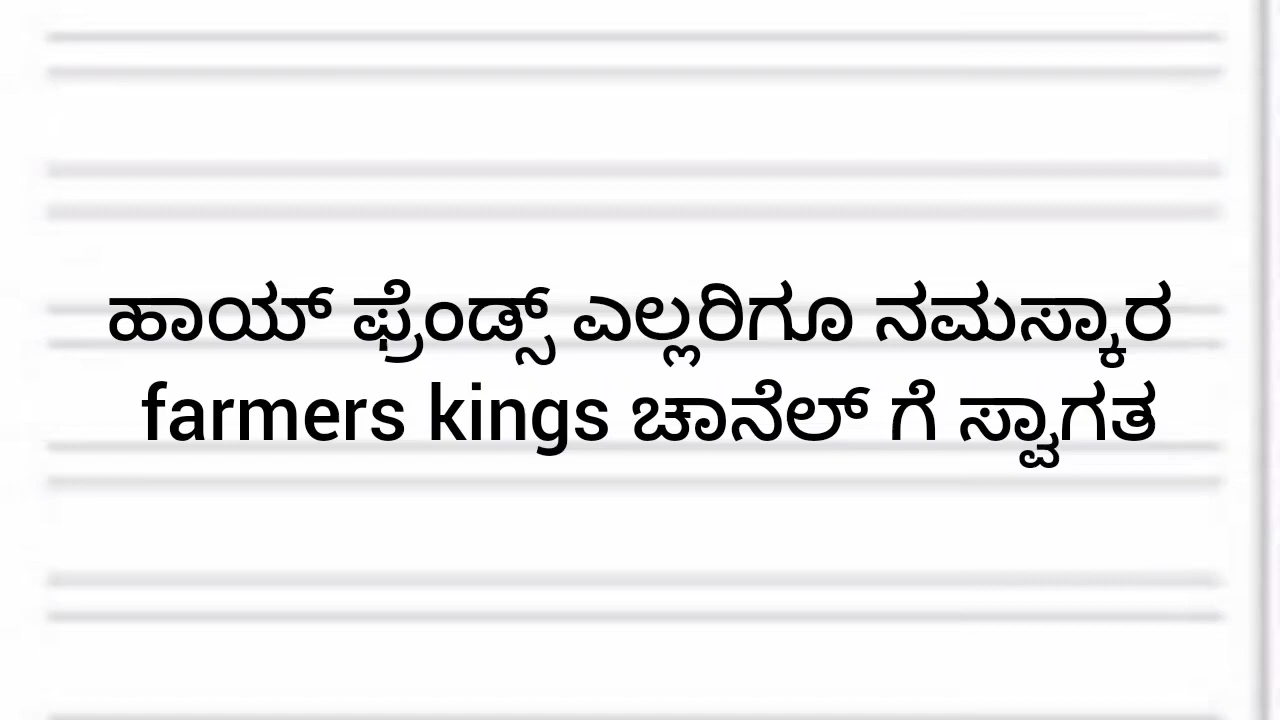 ಹಾಯ್ ಫ್ರೆಂಡ್ಸ್ ಎಲ್ಲರಿಗೂ ನಮಸ್ಕಾರ
farmers kings ಚಾನೆಲ್ ಗೆ ಸ್ವಾಗತ